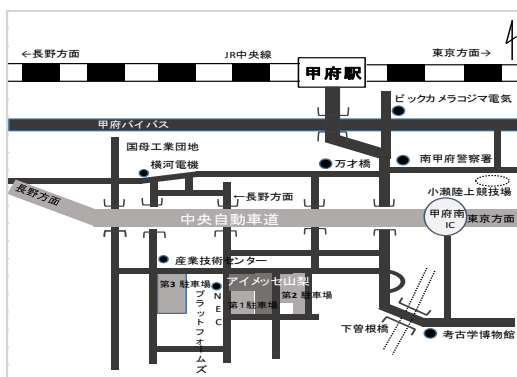 ←長野方面
JR中央線
東京方面→
甲府駅
ビックカメラコジマ電気
甲府バイパス
国母工業団地
横河電機
万才橋
南甲府警察署
長野方面
←長野方面
小瀬陸上競技場
中央自動車道
甲府南
IC
東京方面
産業技術センター
アイメッセ山梨
第3 駐車場
第2 駐車場
第1駐車場
NEC
プラットフォームズ
下曽根橋
考古学博物館